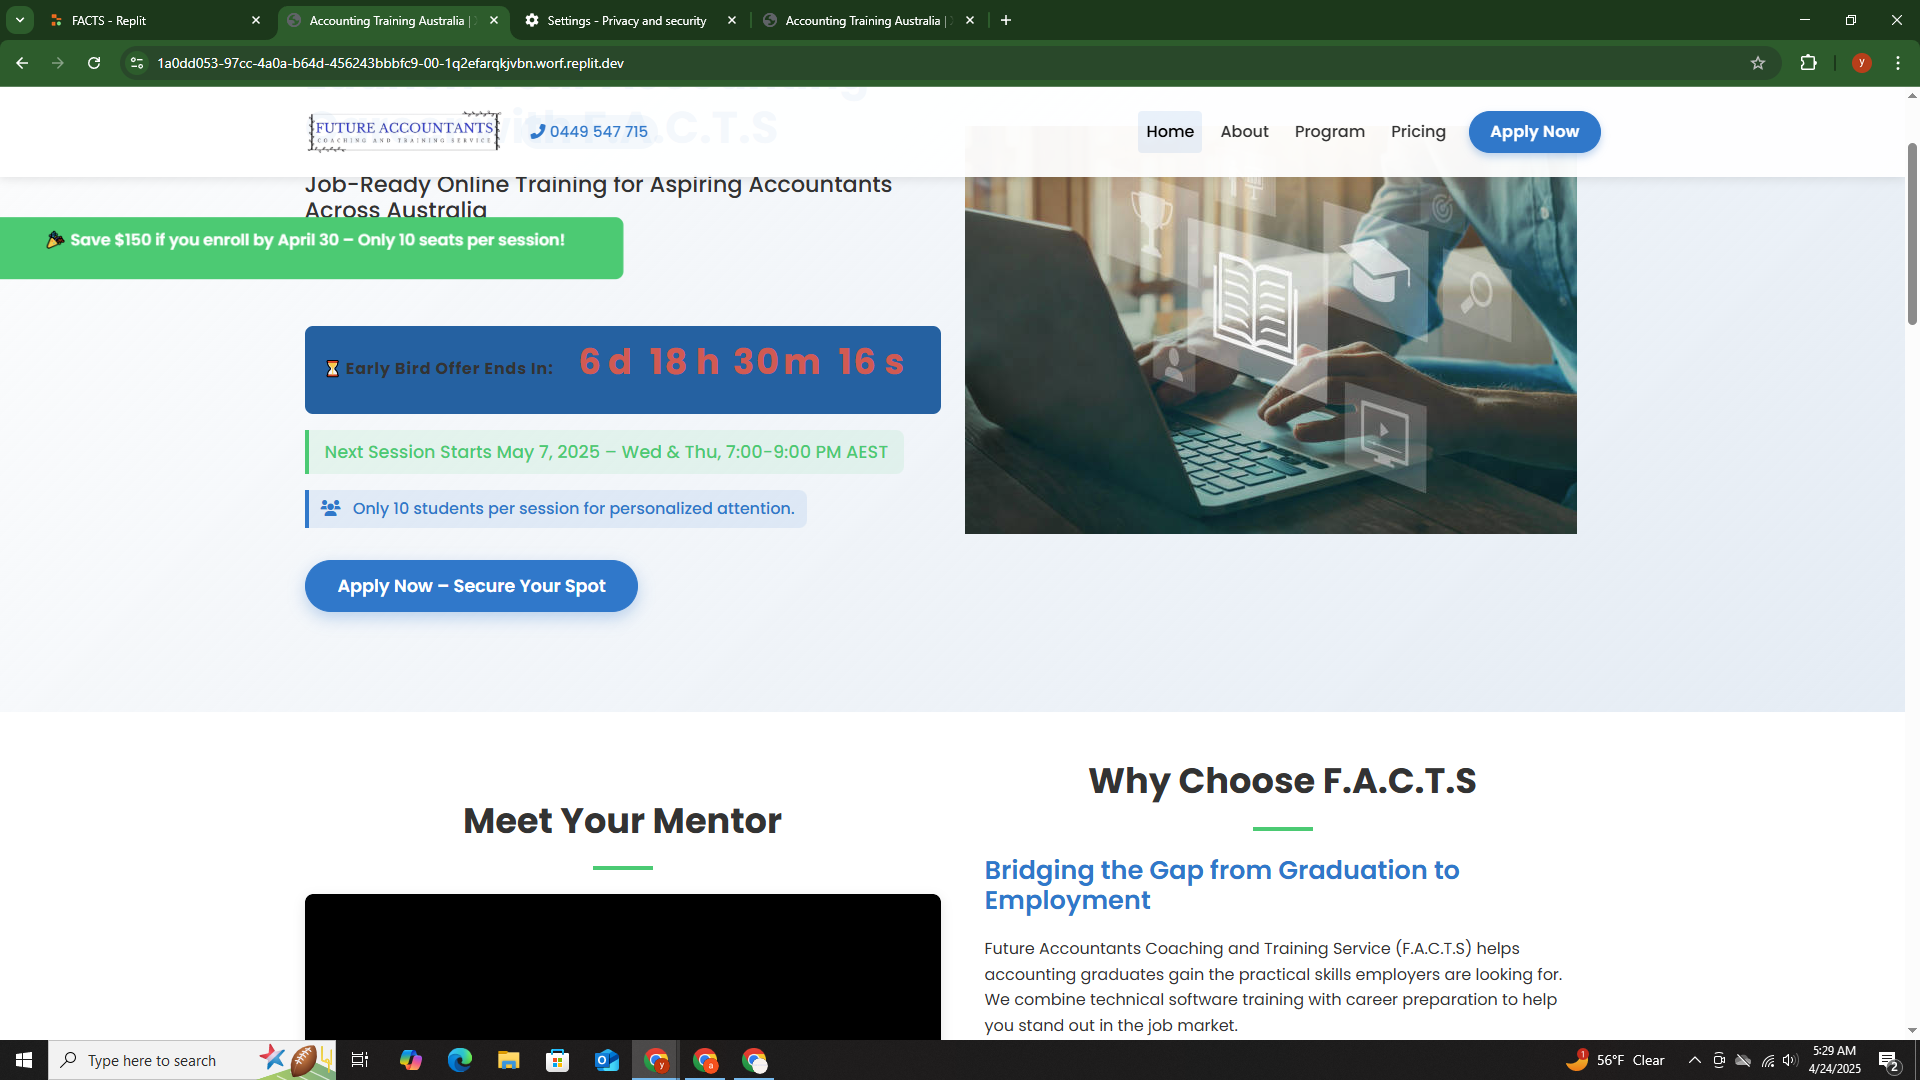 FACTS - Replit
Accounting Training Australia |
Settings - Privacy and security
Accounting Training Australia |
1a0dd053-97cc-4a0a-b64d-456243bbbfc9-00-1q2efarqkjvbn.worf.replit.dev
y
with F.A.C.T.S
FUTURE ACCOUNTANTS
COACHING AND TRAINING SERVICE
0449 547 715
Home
About
Program
Pricing
Apply Now
Job-Ready Online Training for Aspiring Accountants
Across Australia
Save $150 if you enroll by April 30 – Only 10 seats per session!
Early Bird Offer Ends In: 6 d 18 h 30 m 16 s
Next Session Starts May 7, 2025 – Wed & Thu, 7:00-9:00 PM AEST
Only 10 students per session for personalized attention.
Apply Now – Secure Your Spot
Meet Your Mentor
Why Choose F.A.C.T.S
Bridging the Gap from Graduation to
Employment
Future Accountants Coaching and Training Service (F.A.C.T.S) helps
accounting graduates gain the practical skills employers are looking for.
We combine technical software training with career preparation to help
you stand out in the job market.
Type here to search
y
a
1
56°F Clear
5:29 AM
4/24/2025
2